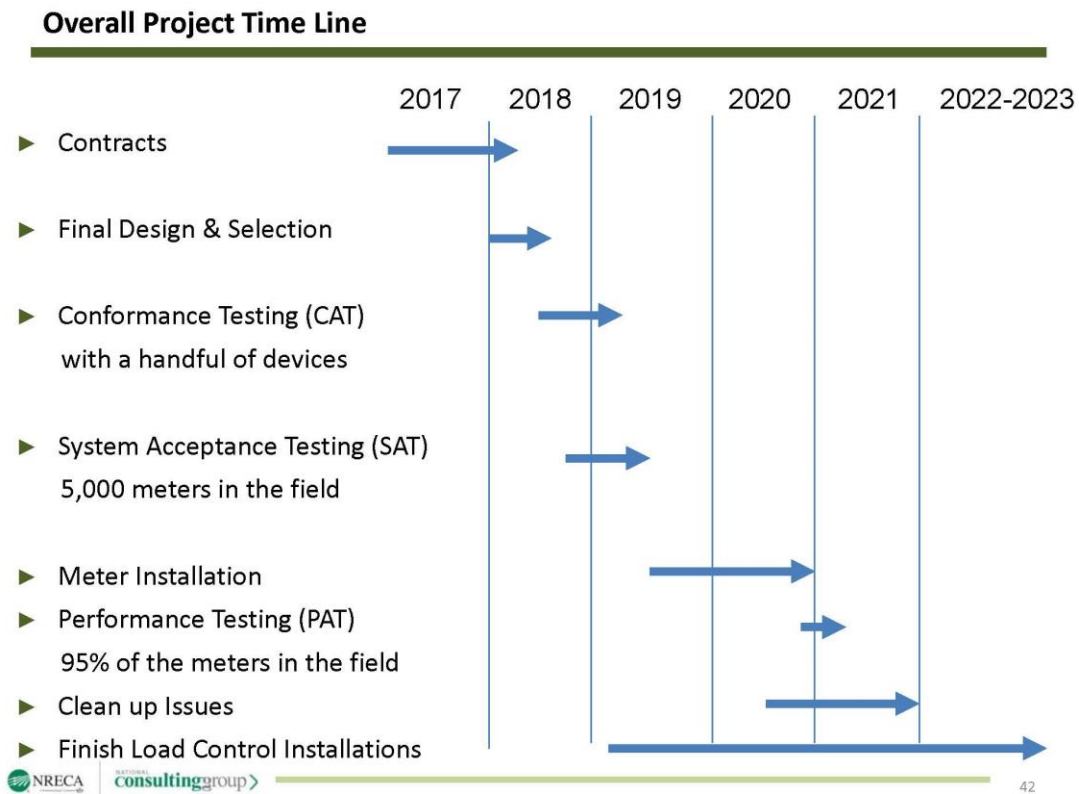 Overall Project Time Line
2017 2018 2019 2020 2021 2022-2023
► Contracts
► Final Design & Selection
► Conformance Testing (CAT)
with a handful of devices
► System Acceptance Testing (SAT)
5,000 meters in the field
► Meter Installation
► Performance Testing (PAT)
95% of the meters in the field
► Clean up Issues
► Finish Load Control Installations
NRECA
NATIONAL
consultinggroup
42